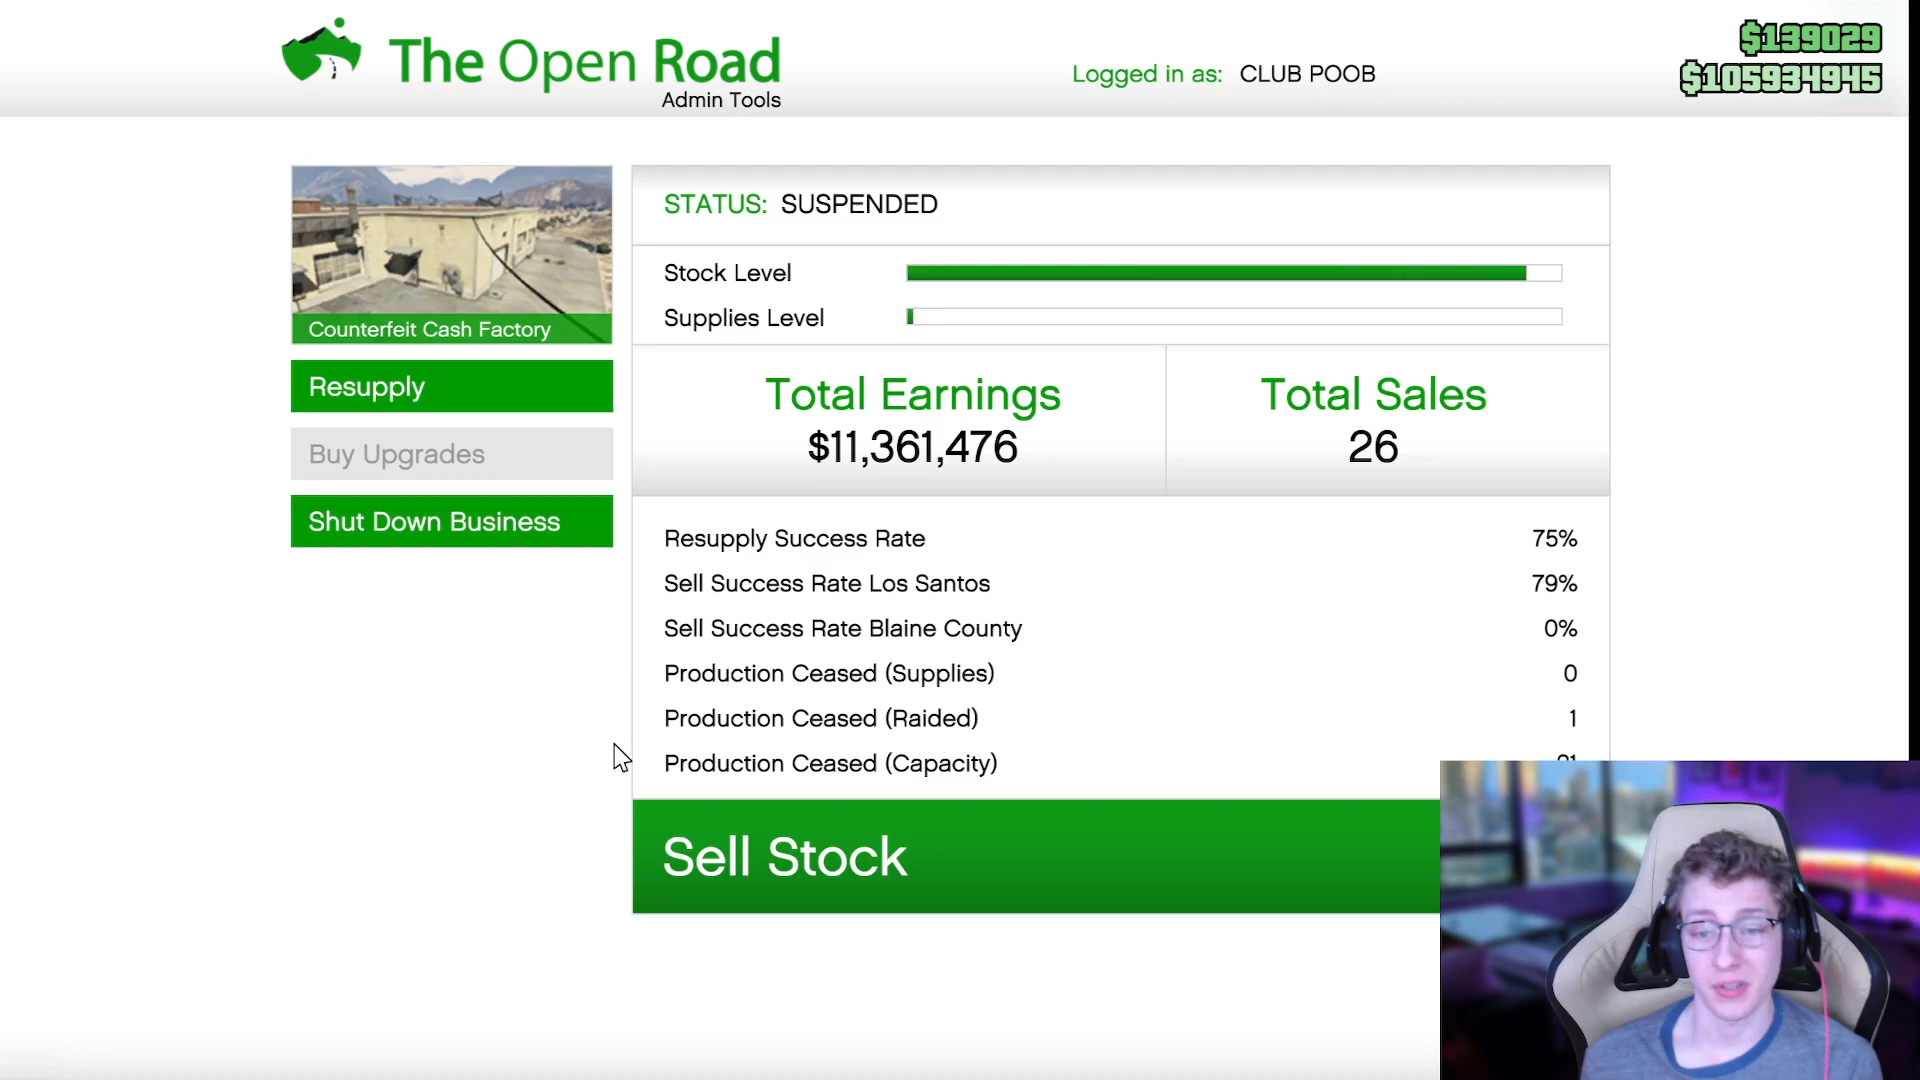 The Open Road
Admin Tools
Logged in as: CLUB POOB
$139029
$105934945
Counterfeit Cash Factory
Resupply
Buy Upgrades
Shut Down Business
STATUS: SUSPENDED
Stock Level
Supplies Level
Total Earnings
$11,361,476
Total Sales
26
Resupply Success Rate 75%
Sell Success Rate Los Santos 79%
Sell Success Rate Blaine County 0%
Production Ceased (Supplies) 0
Production Ceased (Raided) 1
Production Ceased (Capacity)
Sell Stock